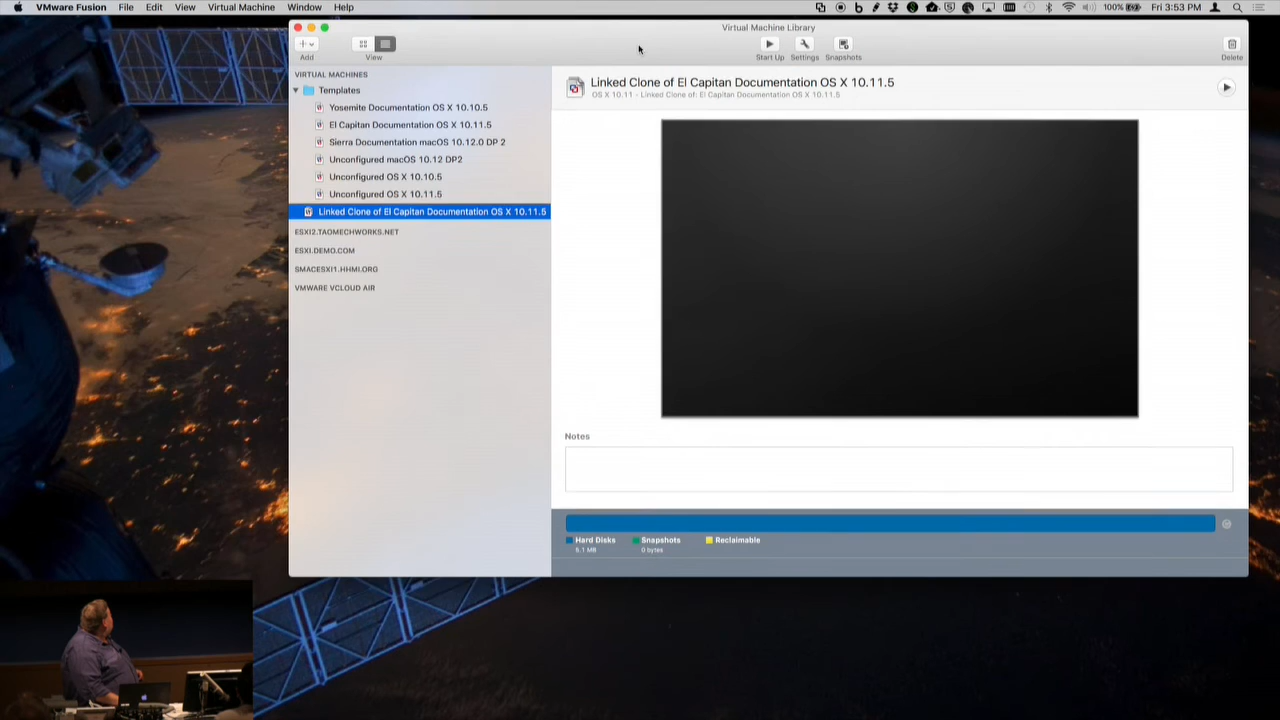 VMware Fusion File Edit View Virtual Machine Window Help 100% Fri 3:53 PM
Virtual Machine Library
Add View Start Up Settings Snapshots Delete
VIRTUAL MACHINES
Templates
Yosemite Documentation OS X 10.10.5
El Capitan Documentation OS X 10.11.5
Sierra Documentation macOS 10.12.0 DP 2
Unconfigured macOS 10.12 DP2
Unconfigured OS X 10.10.5
Unconfigured OS X 10.11.5
Linked Clone of El Capitan Documentation OS X 10.11.5
ESXI2.TAOMECHWORKS.NET
ESXI.DEMO.COM
SMACESXI1.HHMI.ORG
VMWARE VCLOUD AIR
Linked Clone of El Capitan Documentation OS X 10.11.5
OS X 10.11 - Linked Clone of: El Capitan Documentation OS X 10.11.5
Notes
Hard Disks Snapshots Reclaimable
5.1 MB 0 bytes